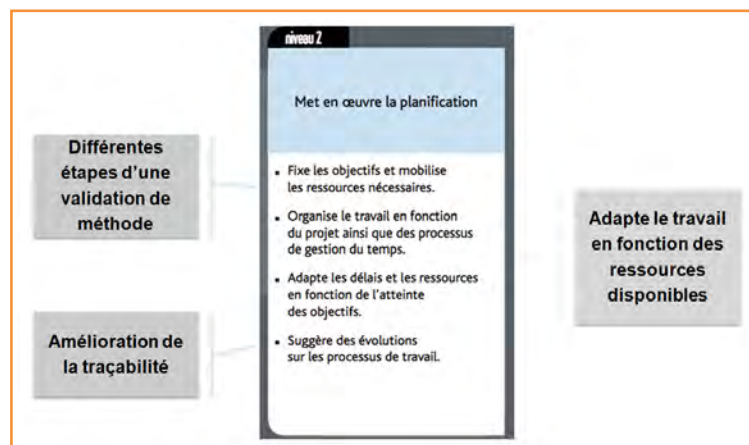 niveau 2
Met en œuvre la planification
Différentes
étapes d'une
validation de
méthode
Amélioration de
la traçabilité
• Fixe les objectifs et mobilise
les ressources nécessaires.
• Organise le travail en fonction
du projet ainsi que des processus
de gestion du temps.
• Adapte les délais et les ressources
en fonction de l'atteinte
des objectifs.
• Suggère des évolutions
sur les processus de travail.
Adapte le travail
en fonction des
ressources
disponibles